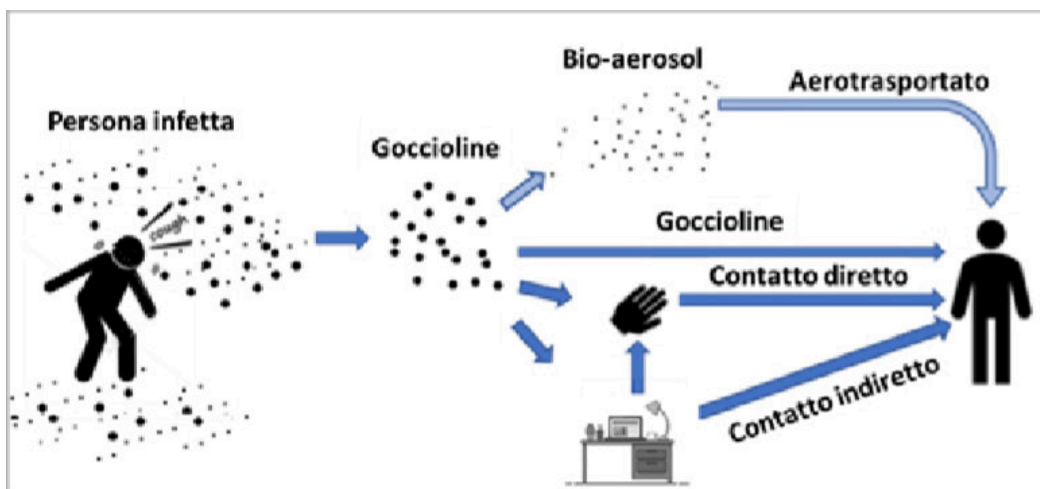 Bio-aerosol
Aerotrasportato
Persona infetta
Goccioline
cough
Goccioline
Contatto diretto
Contatto indiretto